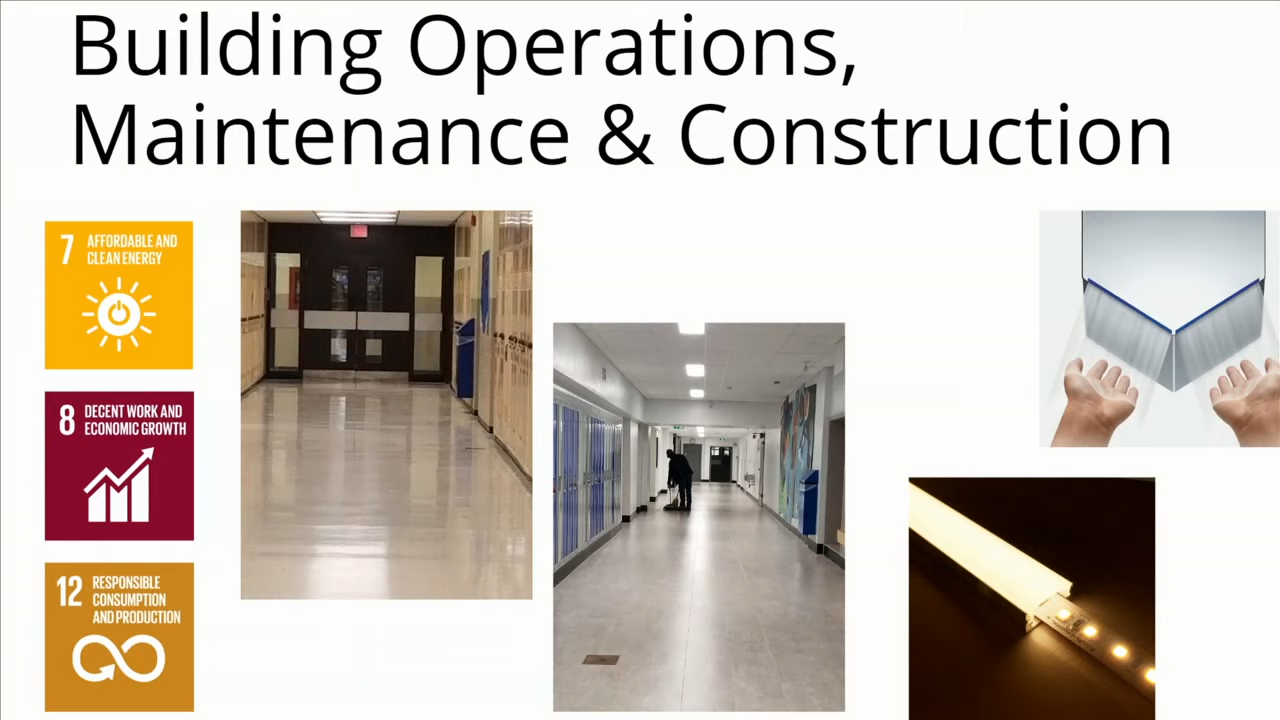 Building Operations,
Maintenance & Construction
7 AFFORDABLE AND
CLEAN ENERGY
8 DECENT WORK AND
ECONOMIC GROWTH
12 RESPONSIBLE
CONSUMPTION
AND PRODUCTION